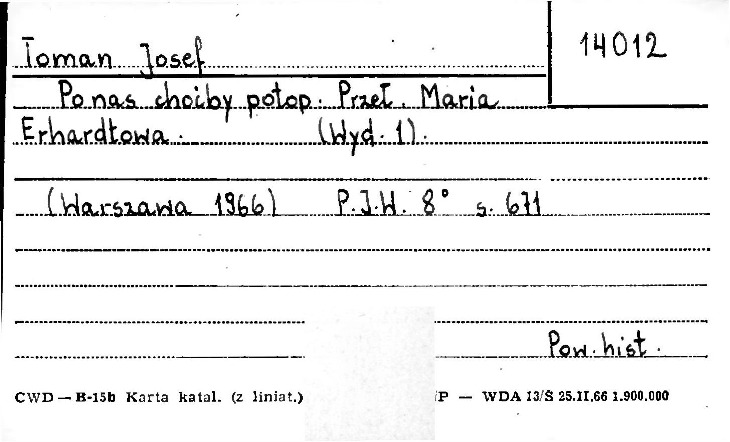 14012
Toman Josef
Po nas choćby potop. Przeł. Maria
Erhardtowa. (Wyd. 1).
(Warszawa 1966) P.I.W. 8° s. 671
Pow. hist.
CWD — B-15b Karta katal. (z liniat.) P — WDA 13/S 25.II.66 1.900.000